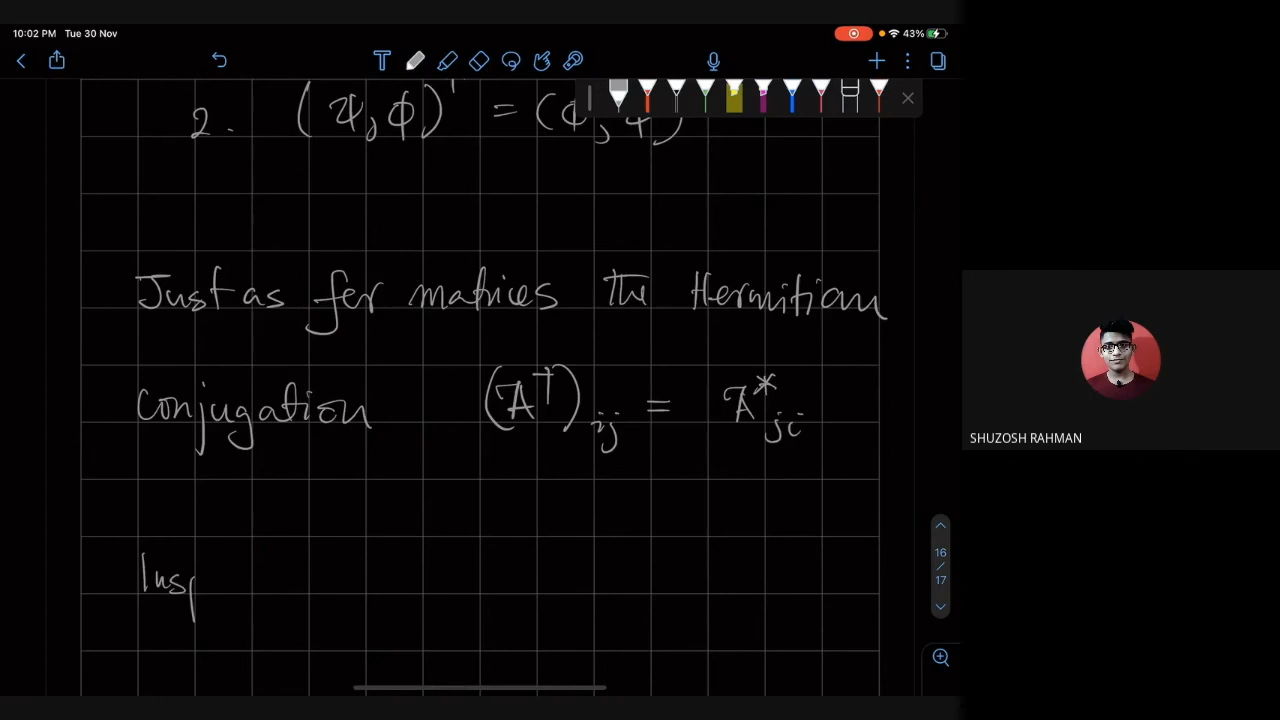 10:02 PM Tue 30 Nov
43%
2. (ψ, φ)
Just as for matrices the Hermitian
conjugation (A†)ij = A*ji
Insp
16
/
17
SHUZOSH RAHMAN